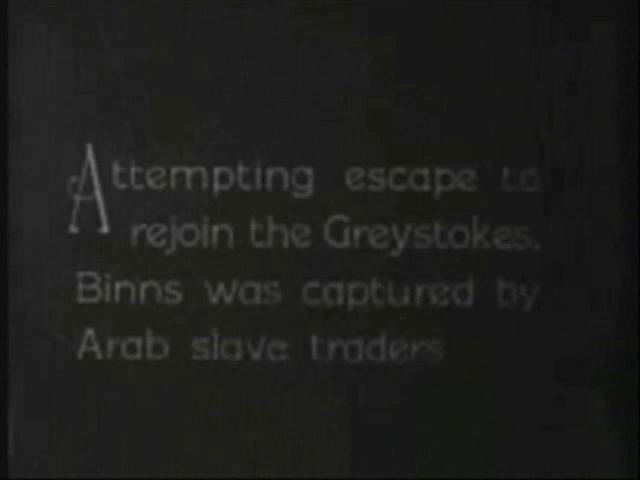 Attempting escape to
rejoin the Greystokes,
Binns was captured by
Arab slave traders